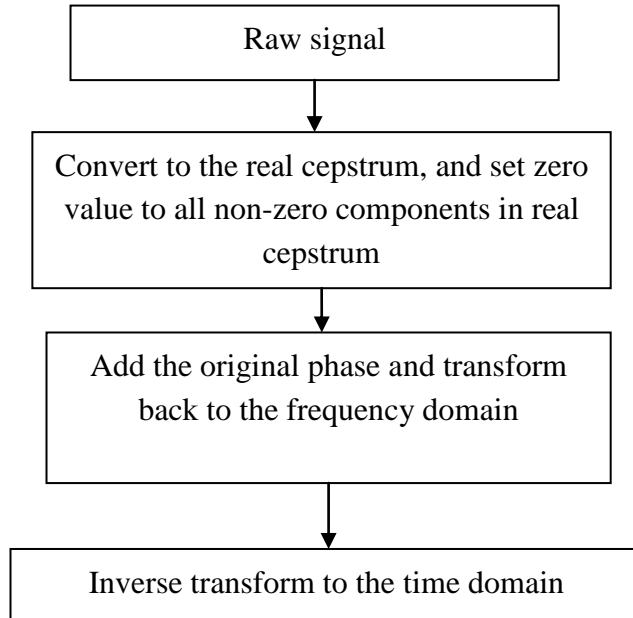 Raw signal
Convert to the real cepstrum, and set zero
value to all non-zero components in real
cepstrum
Add the original phase and transform
back to the frequency domain
Inverse transform to the time domain